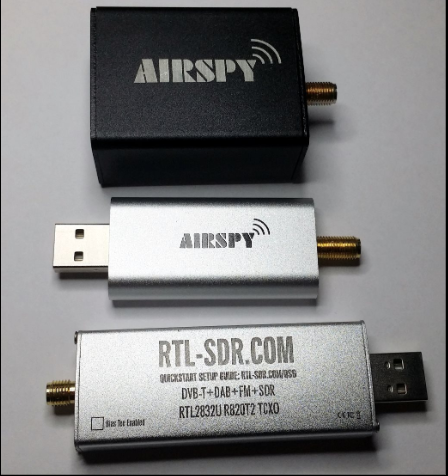 AIRSPY
AIRSPY
RTL-SDR.COM
QUICKSTART SETUP GUIDE: RTL-SDR.COM/QSG
DVB-T+DAB+FM+SDR
RTL2832U R820T2 TCXO
Bias Tee Enabled